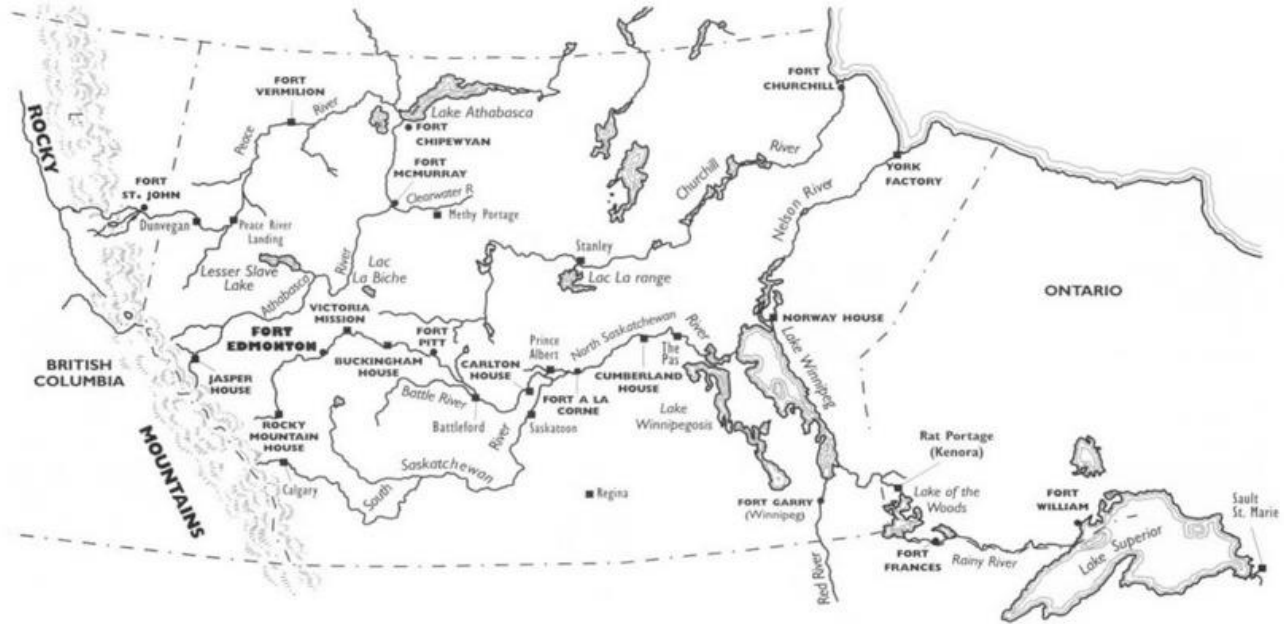 ROCKY
MOUNTAINS
FORT
VERMILION
Peace
River
Lake Athabasca
FORT
CHIPEWYAN
FORT
MCMURRAY
Clearwater R
Methy Portage
FORT
ST. JOHN
Dunvegan
Peace River
Landing
Lesser Slave
Lake
Athabasca
River
Lac
La Biche
FORT
CHURCHILL
Churchill
River
YORK
FACTORY
Nelson River
Stanley
Lac La range
ONTARIO
BRITISH
COLUMBIA
JASPER
HOUSE
FORT
EDMONTON
VICTORIA
MISSION
BUCKINGHAM
HOUSE
FORT
PITT
Battle River
Battleford
CARLTON
HOUSE
Prince
Albert
FORT A LA
CORNE
Saskatoon
North Saskatchewan
River
CUMBERLAND
HOUSE
The
Pas
NORWAY HOUSE
Lake Winnipeg
Lake
Winnipegosis
ROCKY
MOUNTAIN
HOUSE
Calgary
South
Saskatchewan
River
Regina
FORT GARRY
(Winnipeg)
Red River
Rat Portage
(Kenora)
Lake of the
Woods
FORT
FRANCES
Rainy River
FORT
WILLIAM
Lake Superior
Sault
St. Marie